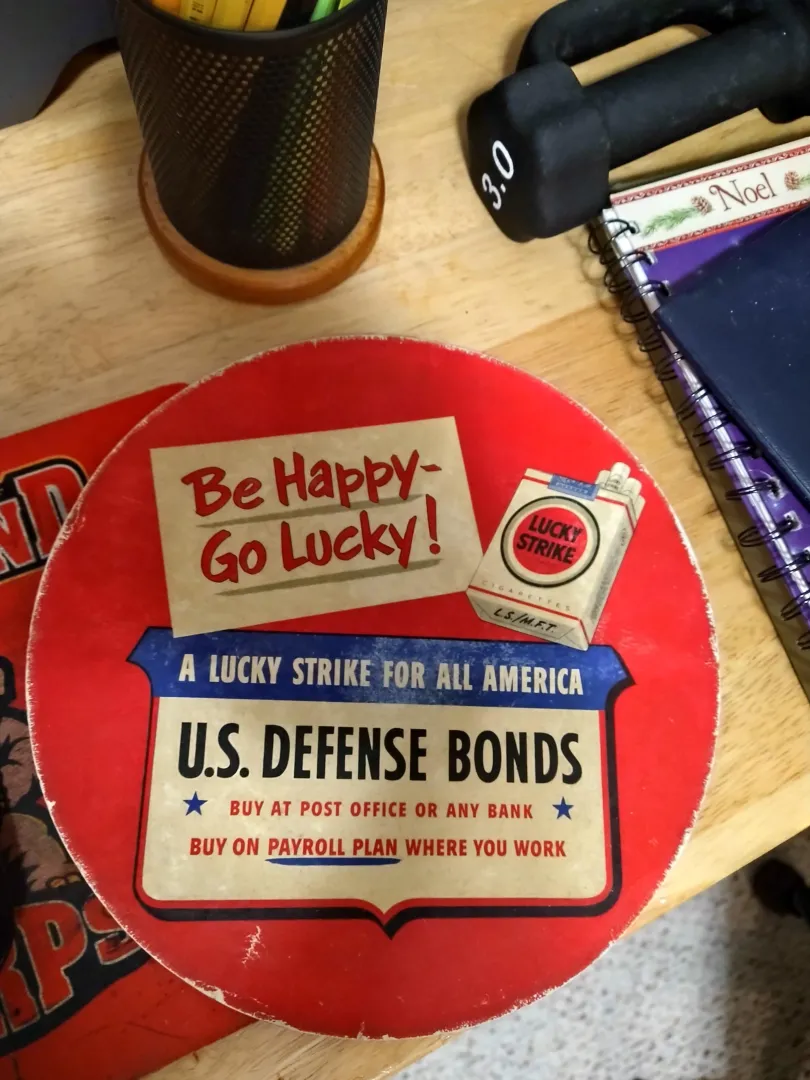 3.0
Noel
Be Happy-
Go Lucky!
LUCKY
STRIKE
CIGARETTES
L.S./M.F.T.
A LUCKY STRIKE FOR ALL AMERICA
U.S. DEFENSE BONDS
BUY AT POST OFFICE OR ANY BANK
BUY ON PAYROLL PLAN WHERE YOU WORK